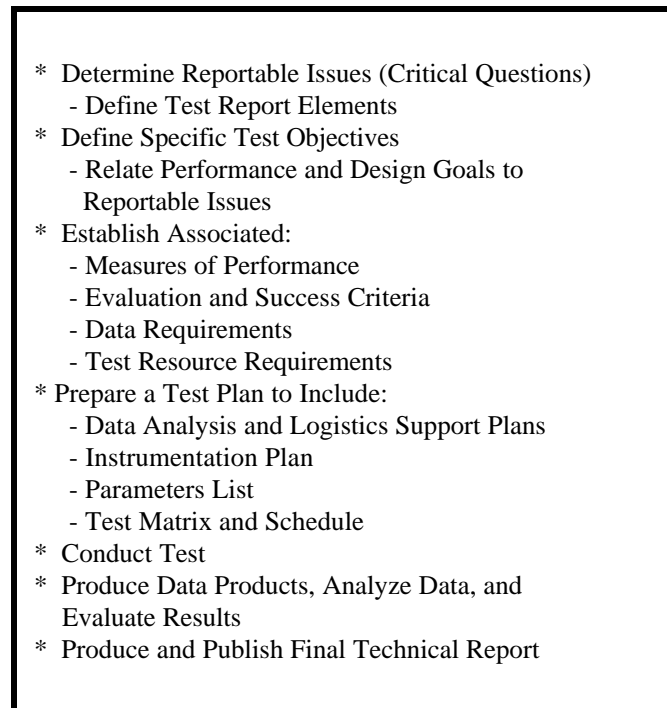 * Determine Reportable Issues (Critical Questions)
- Define Test Report Elements
* Define Specific Test Objectives
- Relate Performance and Design Goals to
Reportable Issues
* Establish Associated:
- Measures of Performance
- Evaluation and Success Criteria
- Data Requirements
- Test Resource Requirements
* Prepare a Test Plan to Include:
- Data Analysis and Logistics Support Plans
- Instrumentation Plan
- Parameters List
- Test Matrix and Schedule
* Conduct Test
* Produce Data Products, Analyze Data, and
Evaluate Results
* Produce and Publish Final Technical Report